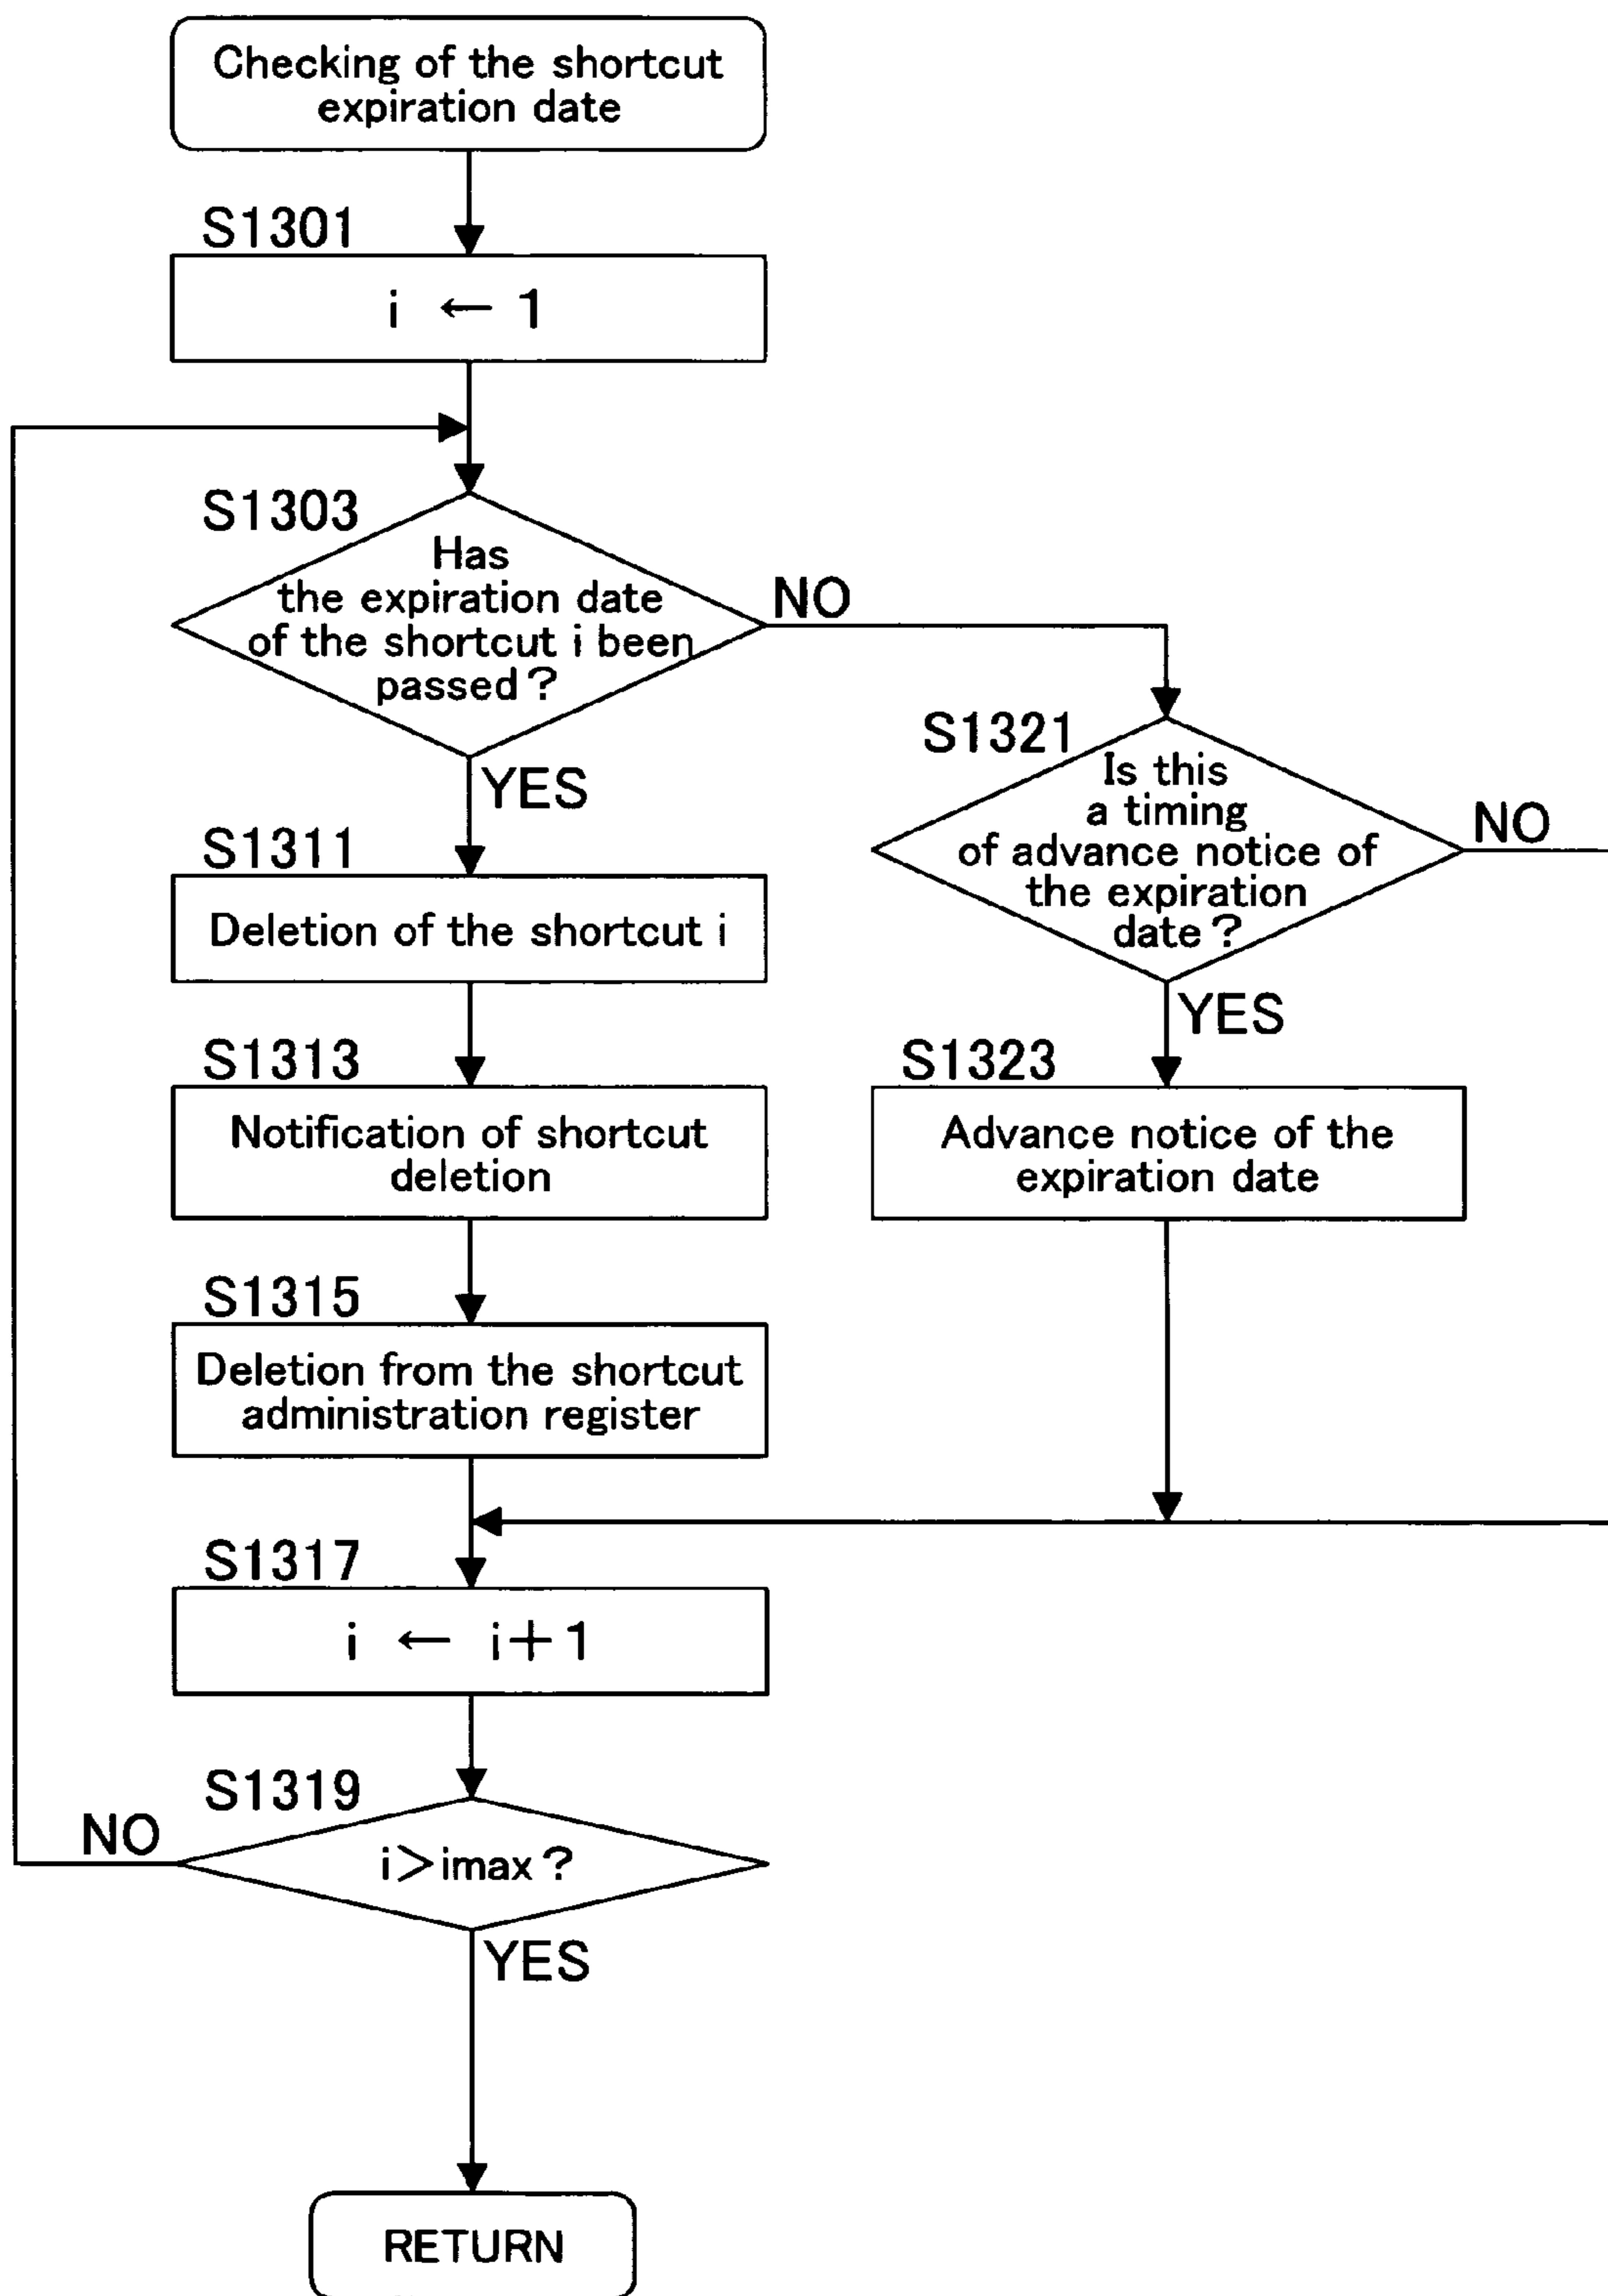 Checking of the shortcut
expiration date
S1301
i ← 1
S1303
Has
the expiration date
of the shortcut i been
passed?
NO
YES
S1311
Deletion of the shortcut i
S1313
Notification of shortcut
deletion
S1315
Deletion from the shortcut
administration register
S1321
Is this
a timing
of advance notice of
the expiration
date?
NO
YES
S1323
Advance notice of the
expiration date
S1317
i ← i+1
S1319
i>imax?
NO
YES
RETURN